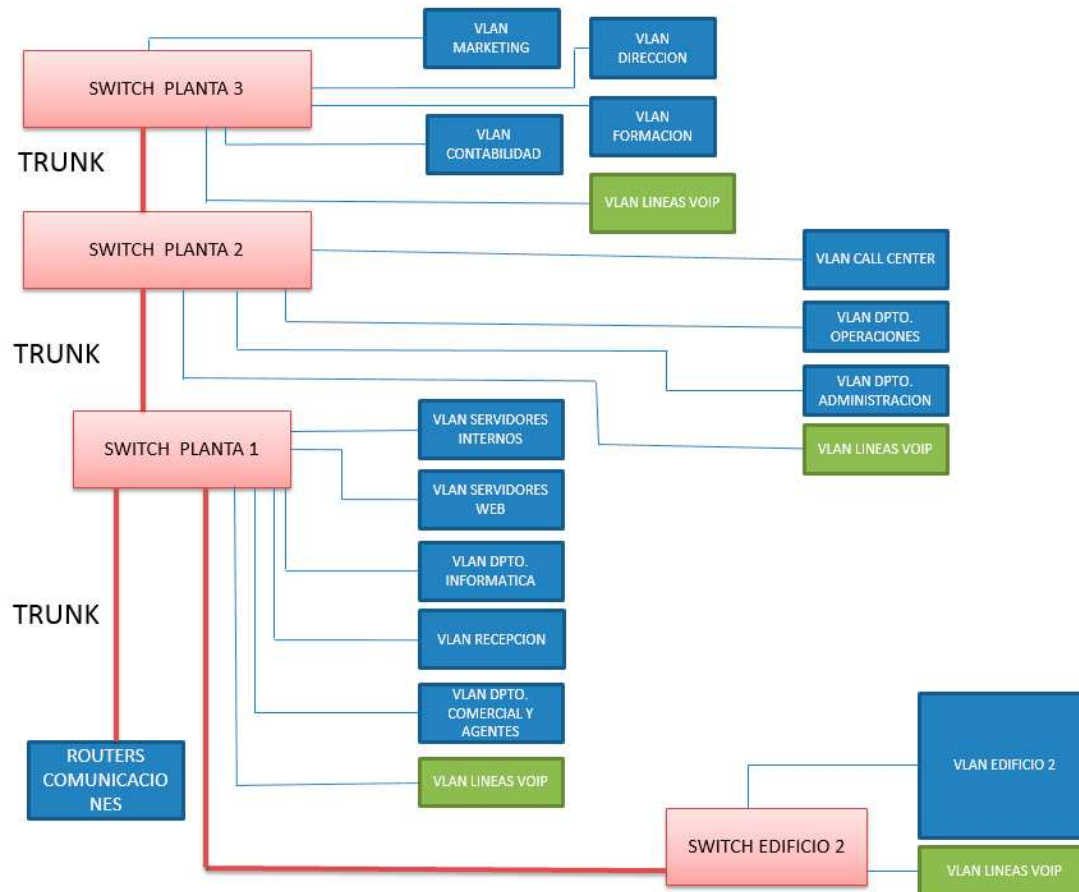 VLAN
MARKETING
VLAN
DIRECCION
SWITCH PLANTA 3
VLAN
FORMACION
VLAN
CONTABILIDAD
TRUNK
VLAN LINEAS VOIP
SWITCH PLANTA 2
VLAN CALL CENTER
VLAN DPTO.
OPERACIONES
TRUNK
VLAN DPTO.
ADMINISTRACION
VLAN SERVIDORES
INTERNOS
SWITCH PLANTA 1
VLAN LINEAS VOIP
VLAN SERVIDORES
WEB
VLAN DPTO.
INFORMATICA
TRUNK
VLAN RECEPCION
VLAN DPTO.
COMERCIAL Y
AGENTES
ROUTERS
COMUNICACIO
NES
VLAN LINEAS VOIP
VLAN EDIFICIO 2
SWITCH EDIFICIO 2
VLAN LINEAS VOIP